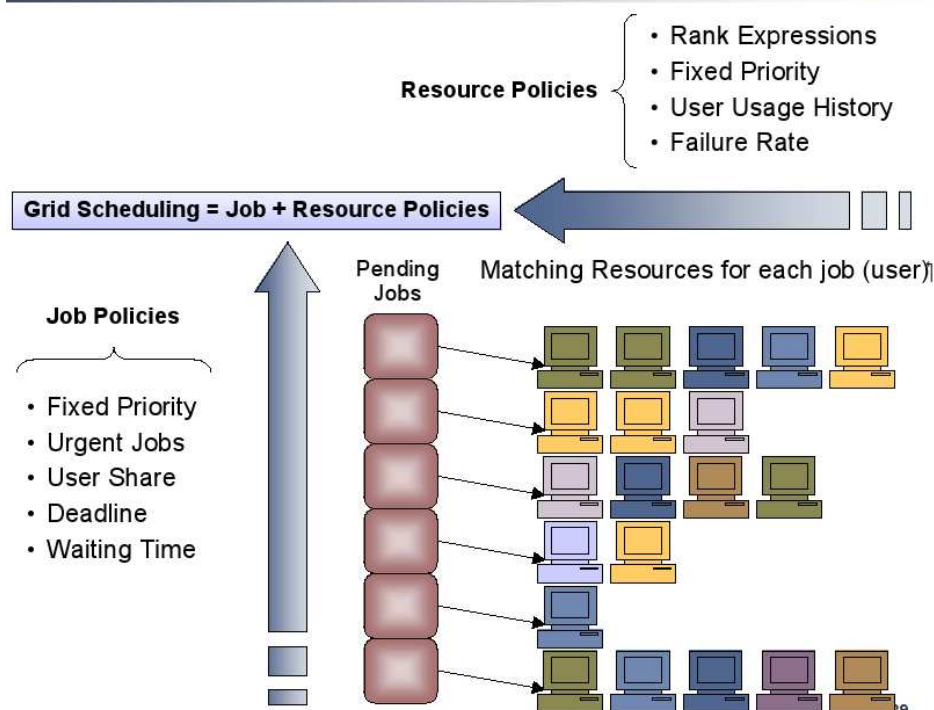 • Rank Expressions
• Fixed Priority
Resource Policies
• User Usage History
• Failure Rate
Grid Scheduling = Job + Resource Policies
Pending
Jobs
Matching Resources for each job (user)
Job Policies
• Fixed Priority
• Urgent Jobs
• User Share
• Deadline
• Waiting Time